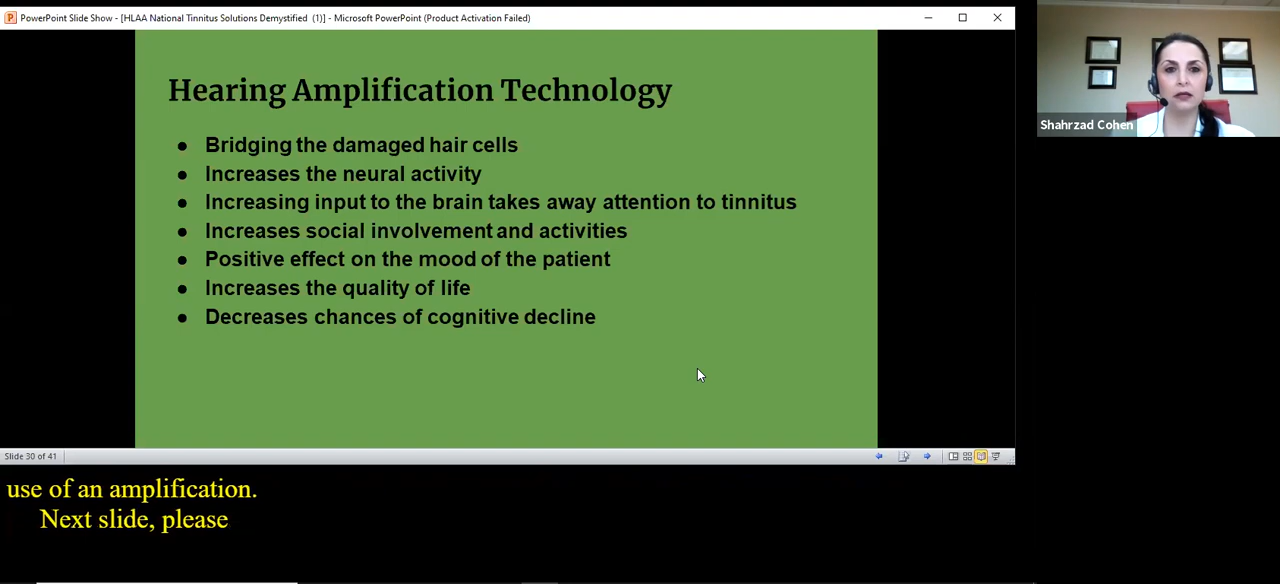 PowerPoint Slide Show - [HLAA National Tinnitus Solutions Demystified (1)] - Microsoft PowerPoint (Product Activation Failed)
Hearing Amplification Technology
● Bridging the damaged hair cells
● Increases the neural activity
● Increasing input to the brain takes away attention to tinnitus
● Increases social involvement and activities
● Positive effect on the mood of the patient
● Increases the quality of life
● Decreases chances of cognitive decline
Shahrzad Cohen
Slide 30 of 41
use of an amplification.
Next slide, please